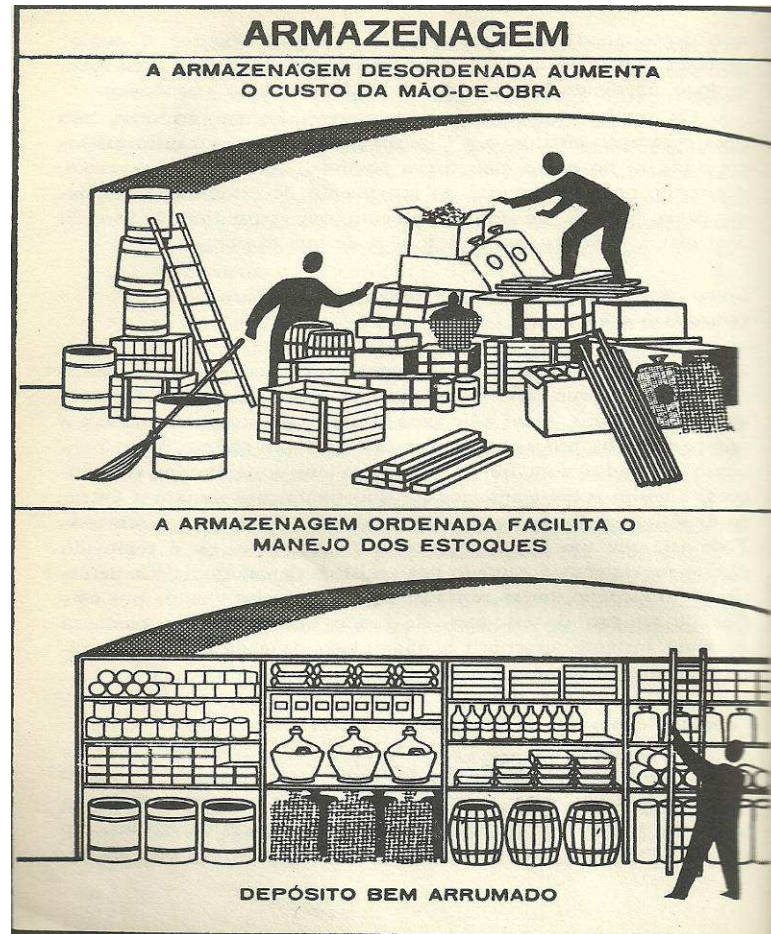 ARMAZENAGEM
A ARMAZENAGEM DESORDENADA AUMENTA
O CUSTO DA MÃO-DE-OBRA
A ARMAZENAGEM ORDENADA FACILITA O
MANEJO DOS ESTOQUES
DEPÓSITO BEM ARRUMADO